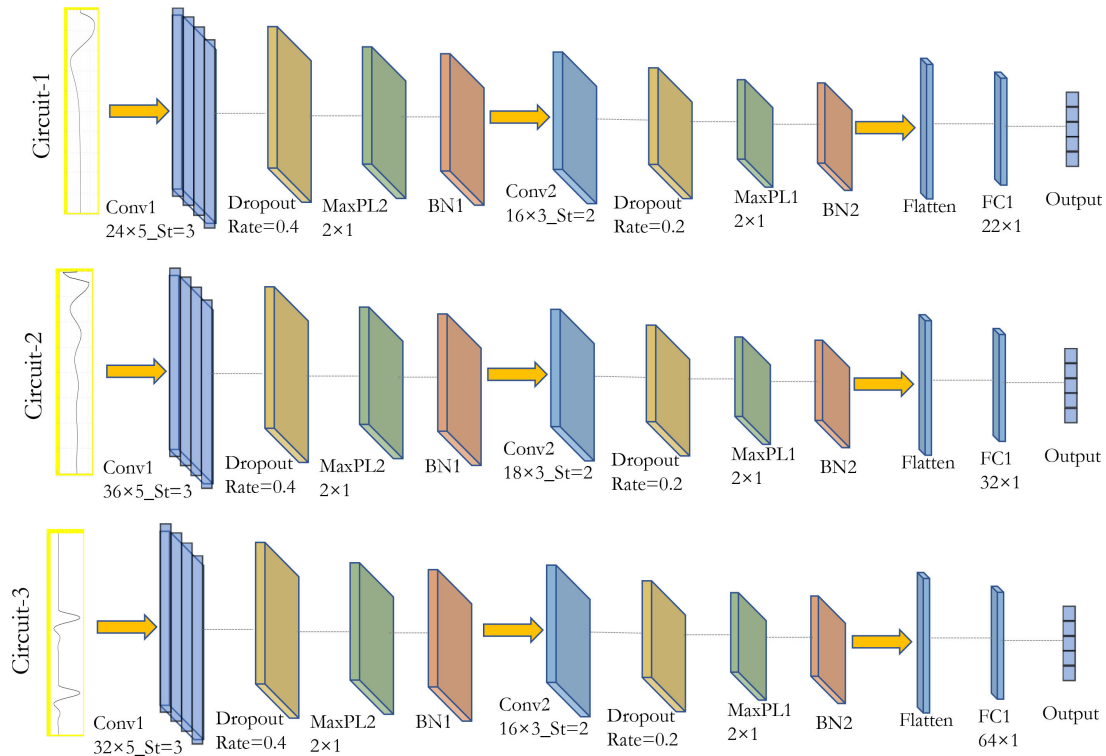 Circuit-1
Conv1
24×5_St=3
Dropout
Rate=0.4
MaxPL2
2×1
BN1
Conv2
16×3_St=2
Dropout
Rate=0.2
MaxPL1
2×1
BN2
Flatten
FC1
22×1
Output
Circuit-2
Conv1
36×5_St=3
Dropout
Rate=0.4
MaxPL2
2×1
BN1
Conv2
18×3_St=2
Dropout
Rate=0.2
MaxPL1
2×1
BN2
Flatten
FC1
32×1
Output
Circuit-3
Conv1
32×5_St=3
Dropout
Rate=0.4
MaxPL2
2×1
BN1
Conv2
16×3_St=2
Dropout
Rate=0.2
MaxPL1
2×1
BN2
Flatten
FC1
64×1
Output